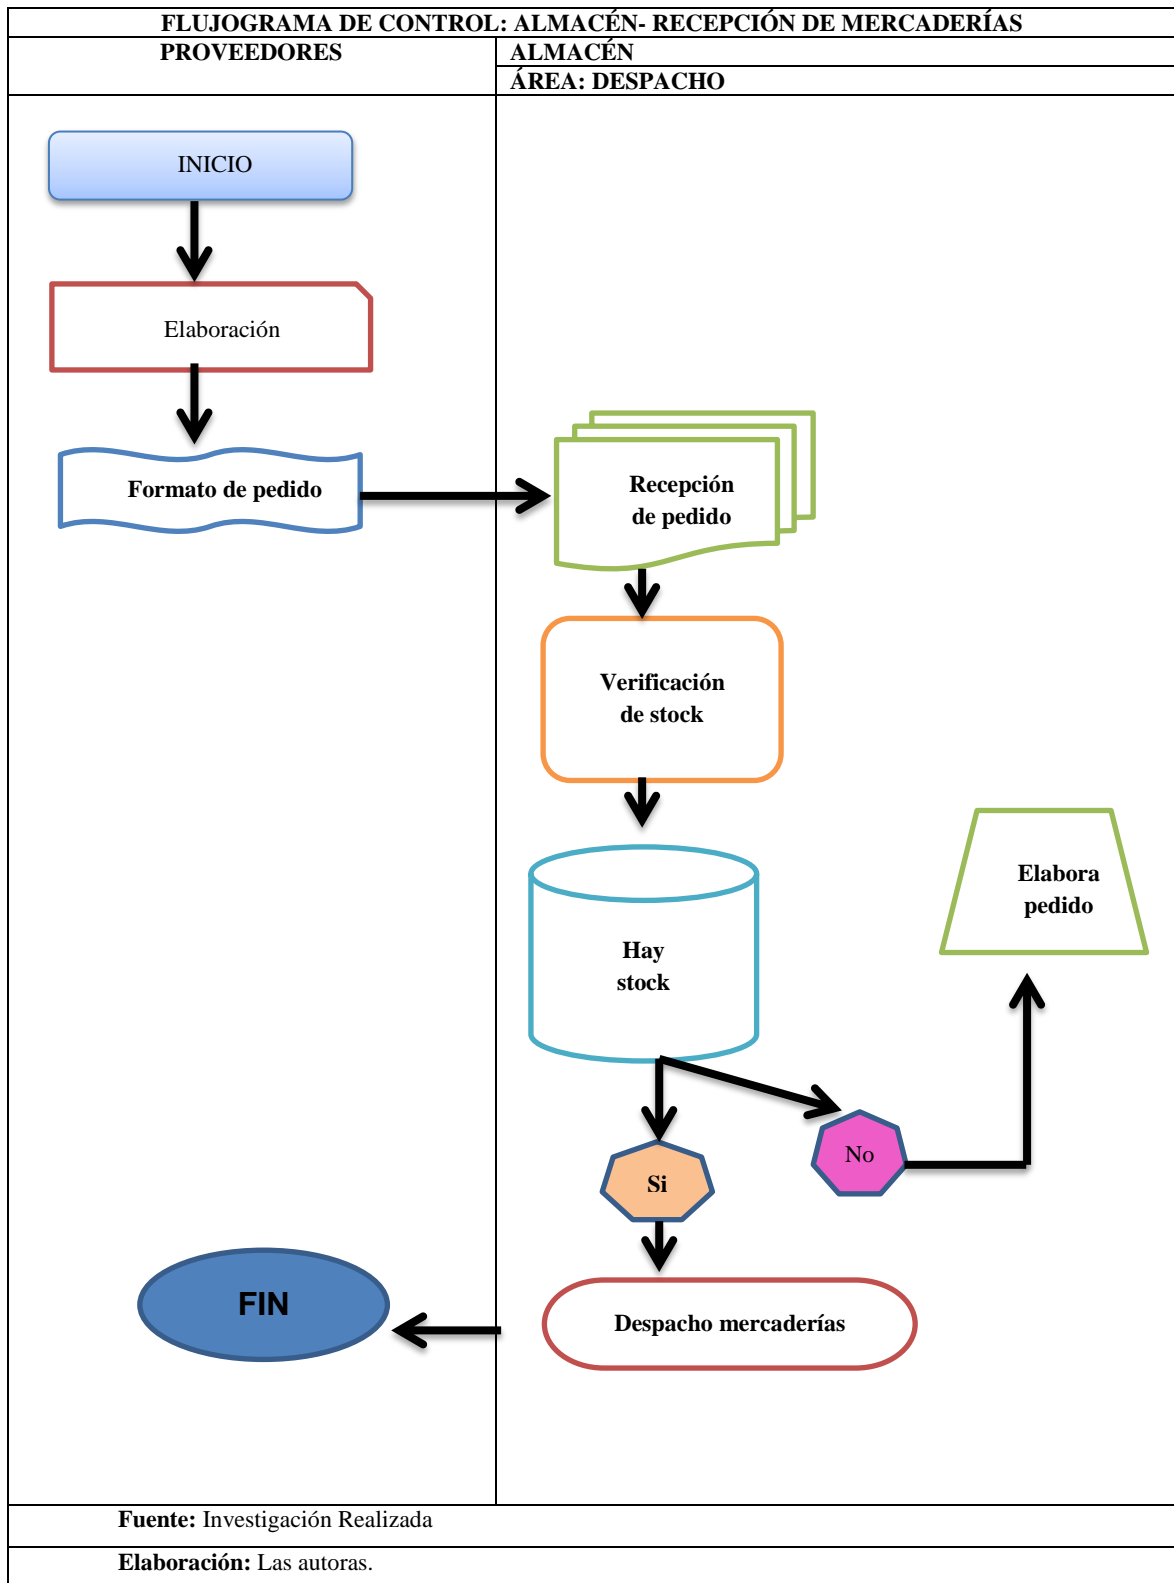 FLUJOGRAMA DE CONTROL: ALMACÉN- RECEPCIÓN DE MERCADERÍAS
PROVEEDORES
ALMACÉN
ÁREA: DESPACHO
INICIO
Elaboración
Formato de pedido
Recepción
de pedido
Verificación
de stock
Elabora
pedido
Hay
stock
No
Si
FIN
Despacho mercaderías
Fuente: Investigación Realizada
Elaboración: Las autoras.